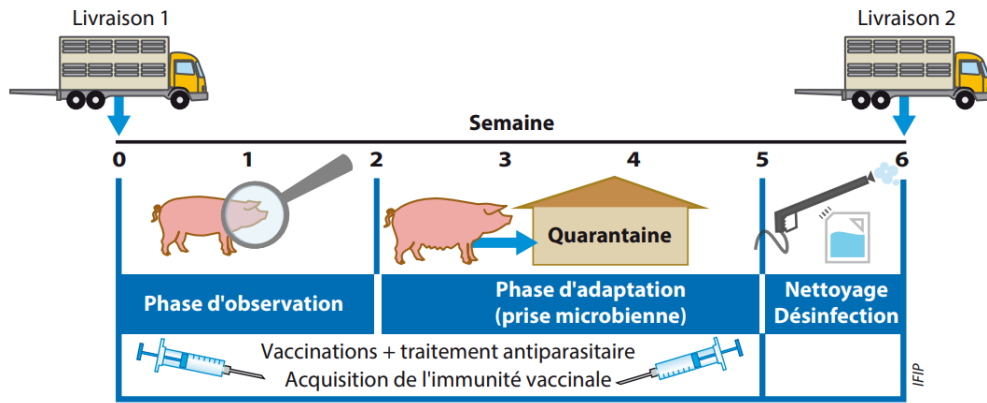 Livraison 1
Livraison 2
Semaine
0 1 2 3 4 5 6
Quarantaine
Phase d'observation
Phase d'adaptation
(prise microbienne)
Nettoyage
Désinfection
Vaccinations + traitement antiparasitaire
Acquisition de l'immunité vaccinale
IFIP